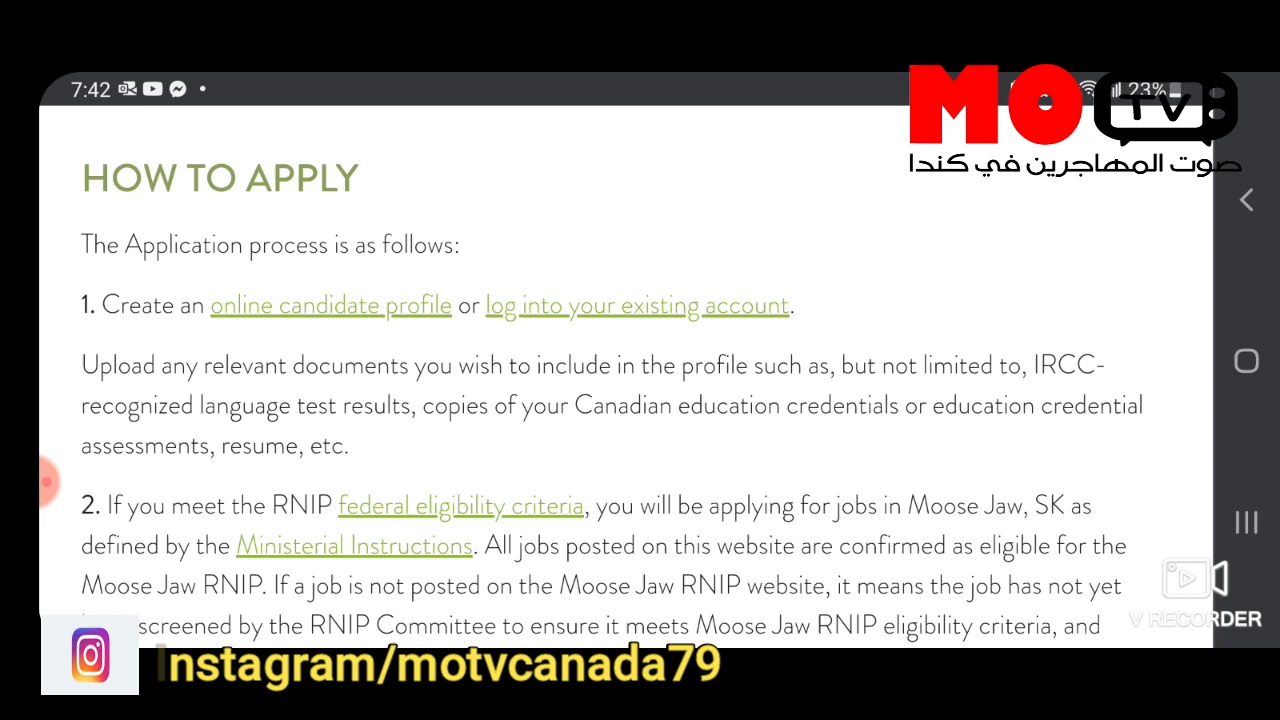 7:42
23%
MO TV
صوت المهاجرين في كندا
HOW TO APPLY
The Application process is as follows:
1. Create an online candidate profile or log into your existing account.
Upload any relevant documents you wish to include in the profile such as, but not limited to, IRCC-
recognized language test results, copies of your Canadian education credentials or education credential
assessments, resume, etc.
2. If you meet the RNIP federal eligibility criteria, you will be applying for jobs in Moose Jaw, SK as
defined by the Ministerial Instructions. All jobs posted on this website are confirmed as eligible for the
Moose Jaw RNIP. If a job is not posted on the Moose Jaw RNIP website, it means the job has not yet
screened by the RNIP Committee to ensure it meets Moose Jaw RNIP eligibility criteria, and
V RECORDER
Instagram/motvcanada79